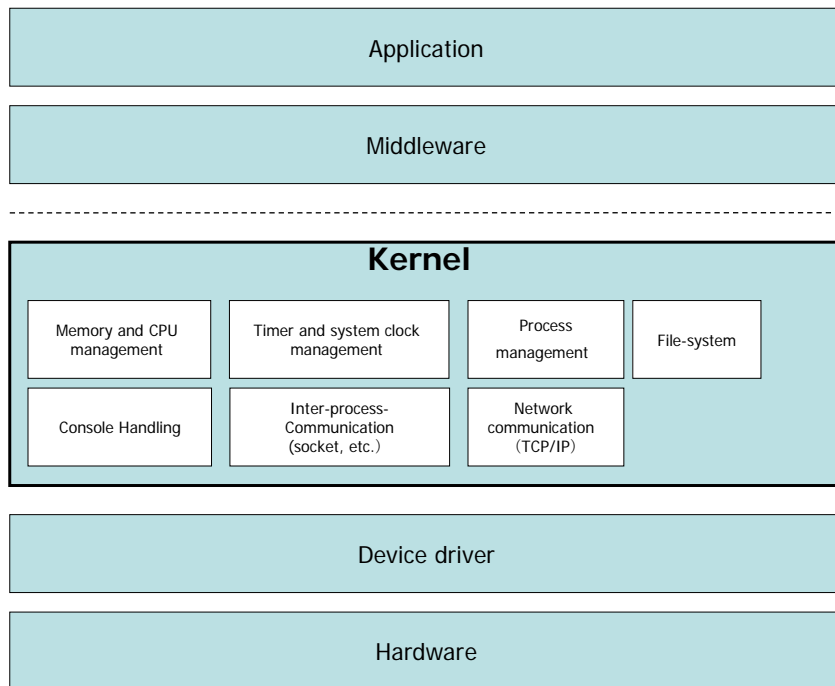 Application
Middleware
Kernel
Memory and CPU
management
Timer and system clock
management
Process
management
File-system
Console Handling
Inter-process-
Communication
(socket, etc.)
Network
communication
（TCP/IP）
Device driver
Hardware